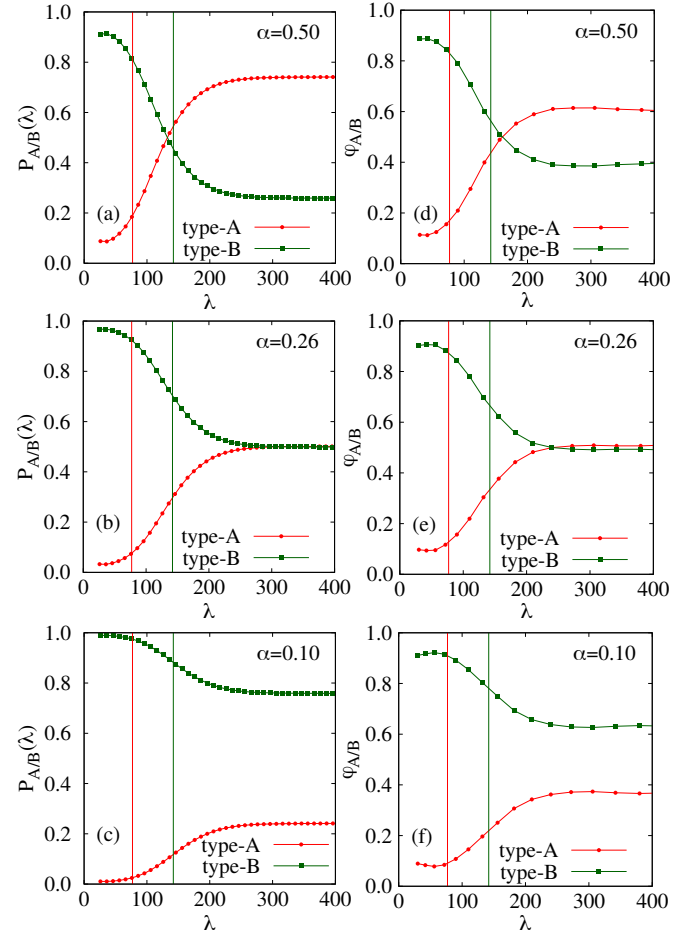 1.0
0.8
0.6
0.4
0.2
0.0
P_A/B(λ)
α=0.50
(a)
type-A
type-B
0 100 200 300 400
λ
1.0
0.8
0.6
0.4
0.2
0.0
φ_A/B
α=0.50
(d)
type-A
type-B
0 100 200 300 400
λ
1.0
0.8
0.6
0.4
0.2
0.0
P_A/B(λ)
α=0.26
(b)
type-A
type-B
0 100 200 300 400
λ
1.0
0.8
0.6
0.4
0.2
0.0
φ_A/B
α=0.26
(e)
type-A
type-B
0 100 200 300 400
λ
1.0
0.8
0.6
0.4
0.2
0.0
P_A/B(λ)
α=0.10
(c)
type-A
type-B
0 100 200 300 400
λ
1.0
0.8
0.6
0.4
0.2
0.0
φ_A/B
α=0.10
(f)
type-A
type-B
0 100 200 300 400
λ